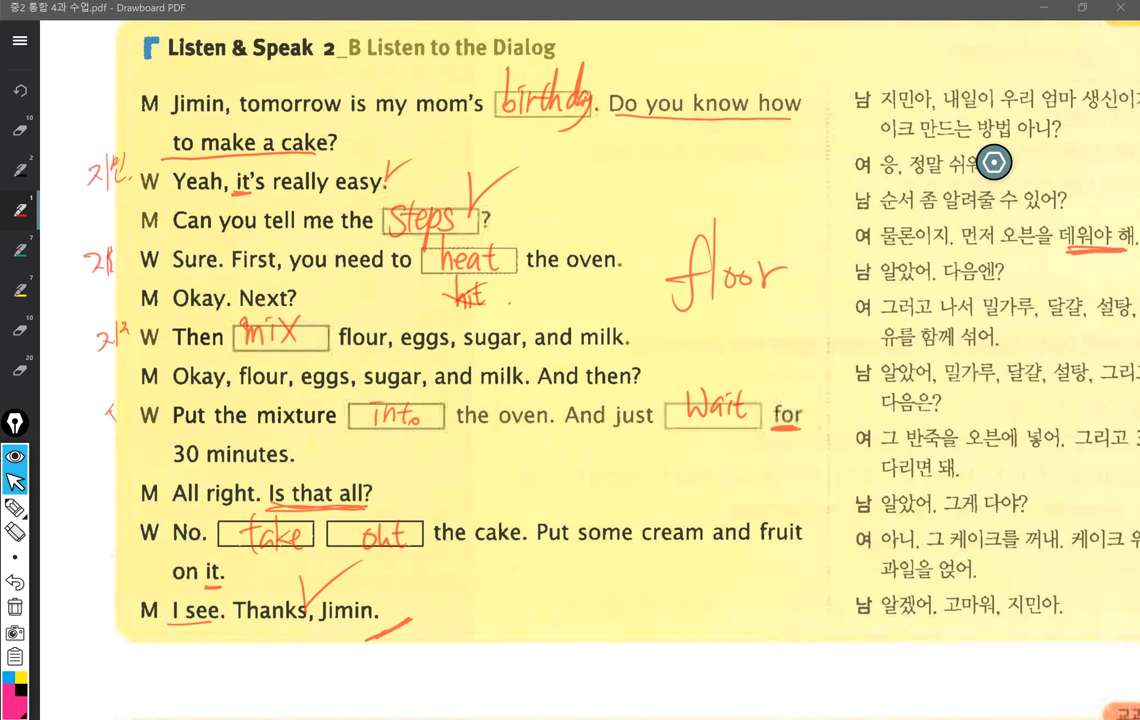 중2 통합 4과 수업.pdf - Drawboard PDF
Listen & Speak 2_B Listen to the Dialog
M Jimin, tomorrow is my mom's birthday. Do you know how
to make a cake?
지민 W Yeah, it's really easy.
M Can you tell me the steps?
W Sure. First, you need to heat the oven.
hit
M Okay. Next?
W Then mix flour, eggs, sugar, and milk.
M Okay, flour, eggs, sugar, and milk. And then?
W Put the mixture into the oven. And just wait for
30 minutes.
M All right. Is that all?
W No. take out the cake. Put some cream and fruit
on it.
M I see. Thanks, Jimin.
floor
남 지민아, 내일이 우리 엄마 생신이
이크 만드는 방법 아니?
여 응, 정말 쉬워
남 순서 좀 알려줄 수 있어?
여 물론이지. 먼저 오븐을 데워야 해.
남 알았어. 다음엔?
여 그러고 나서 밀가루, 달걀, 설탕,
유를 함께 섞어.
남 알았어, 밀가루, 달걀, 설탕, 그리
다음은?
여 그 반죽을 오븐에 넣어. 그리고
다리면 돼.
남 알았어. 그게 다야?
여 아니. 그 케이크를 꺼내. 케이크
과일을 얹어.
남 알겠어. 고마워, 지민아.
10
2
1
7
7
10
20